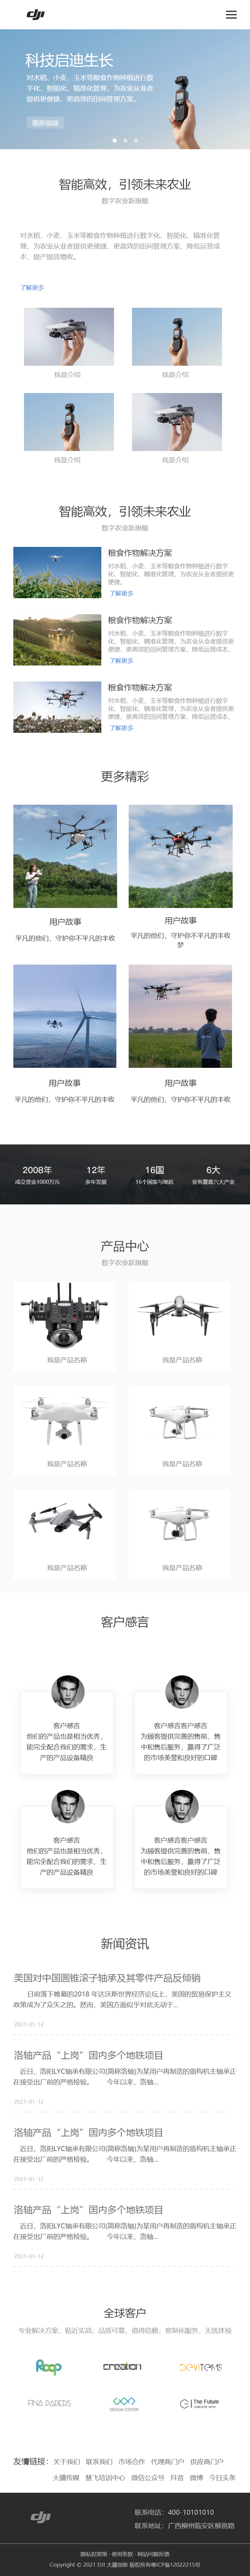 dji
科技启迪生长
对水稻、小麦、玉米等粮食作物种植进行数
字化、智能化、精准化管理，为农业从业者
提供更便捷、更高效的田间管理方案。
观察视频
智能高效，引领未来农业
数字农业新旗舰
对水稻、小麦、玉米等粮食作物种植进行数字化、智能化、精准化管
理，为农业从业者提供更便捷、更高效的田间管理方案，降低运营成
本、提产提质增收。
了解更多
我是介绍
我是介绍
我是介绍
我是介绍
智能高效，引领未来农业
数字农业新旗舰
粮食作物解决方案
对水稻、小麦、玉米等粮食作物种植进行数字
化、智能化、精准化管理，为农业从业者提供更
便捷。
了解更多
粮食作物解决方案
对水稻、小麦、玉米等粮食作物种植进行数字
化、智能化、精准化管理，为农业从业者提供更
便捷、更高效的田间管理方案，降低运营成本，
了解更多
粮食作物解决方案
对水稻、小麦、玉米等粮食作物种植进行数字
化、智能化、精准化管理，为农业从业者提供更
便捷、更高效的田间管理方案，降低运营成本，
了解更多
更多精彩
用户故事
平凡的他们，守护你不平凡的丰收
用户故事
平凡的他们，守护你不平凡的丰收
用户故事
平凡的他们，守护你不平凡的丰收
用户故事
平凡的他们，守护你不平凡的丰收
2008年
成立资金1000万元
12年
多年发展
16国
16个国家与地区
6大
业务覆盖六大产业
产品中心
数字农业新旗舰
我是产品名称
我是产品名称
我是产品名称
我是产品名称
我是产品名称
我是产品名称
客户感言
客户感言
他们的产品也是相当优秀，
能完全配合我们的需求，生
产的产品设备精良
客户感言客户感言
为顾客提供完善的售前、售
中和售后服务，赢得了广泛
的市场美誉和良好的口碑
客户感言
他们的产品也是相当优秀，
能完全配合我们的需求，生
产的产品设备精良
客户感言客户感言
为顾客提供完善的售前、售
中和售后服务，赢得了广泛
的市场美誉和良好的口碑
新闻资讯
美国对中国圆锥滚子轴承及其零件产品反倾销
日前落下帷幕的2018 年达沃斯世界经济论坛上，美国的贸易保护主义
政策成为了众矢之的。然而，美国方面似乎对此无动于...
2021-01-12
洛轴产品“上岗”国内多个地铁项目
近日，洛阳LYC轴承有限公司(简称洛轴)为某用户再制造的盾构机主轴承正
在接受出厂前的严格检验。 今年以来，洛轴...
2021-01-12
洛轴产品“上岗”国内多个地铁项目
近日，洛阳LYC轴承有限公司(简称洛轴)为某用户再制造的盾构机主轴承正
在接受出厂前的严格检验。 今年以来，洛轴...
2021-01-12
洛轴产品“上岗”国内多个地铁项目
近日，洛阳LYC轴承有限公司(简称洛轴)为某用户再制造的盾构机主轴承正
在接受出厂前的严格检验。 今年以来，洛轴...
2021-01-12
全球客户
专业解决方案，贴近实战；品质可靠，值得信赖；客制化服务，无忧体验
creation
DEVITEMS
FINA PAPERS
DESIGN CENTER
The Future
友情链接：关于我们 联系我们 市场合作 代理商门户 供应商门户
大疆传媒 慧飞培训中心 微信公众号 抖音 微博 今日头条
dji
联系电话：400-10101010
联系地址：广西柳州临安区柳邕路
隐私权政策 · 使用条款 · 网站问题反馈
Copyright © 2021 DJI 大疆创新 版权所有粤ICP备12022215号